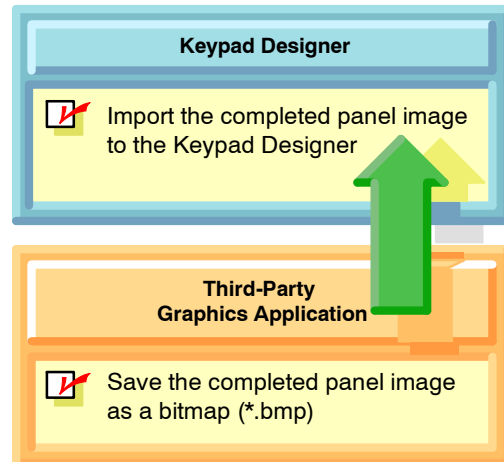 Keypad Designer
Import the completed panel image
to the Keypad Designer
Third-Party
Graphics Application
Save the completed panel image
as a bitmap (*.bmp)